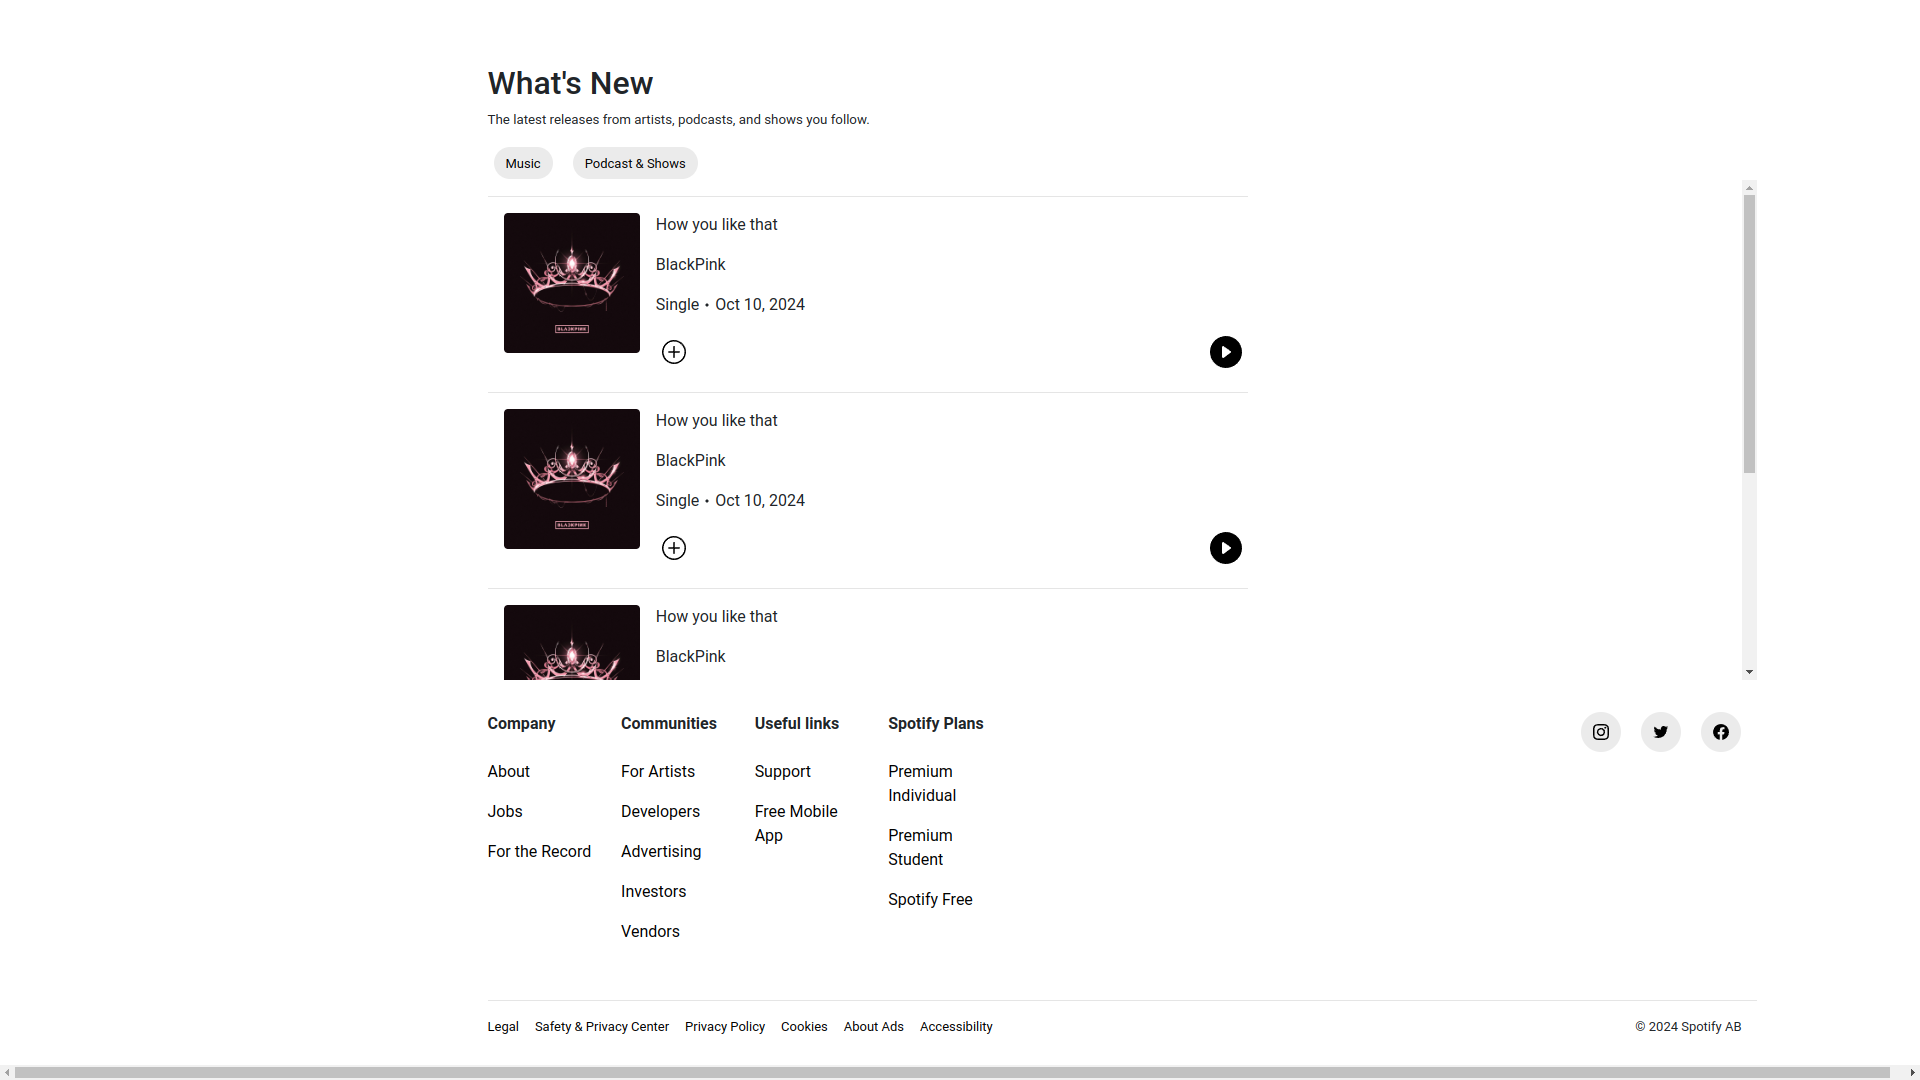 What's New
The latest releases from artists, podcasts, and shows you follow.
Music
Podcast & Shows
How you like that
BlackPink
Single • Oct 10, 2024
BLACKPINK
How you like that
BlackPink
Single • Oct 10, 2024
BLACKPINK
How you like that
BlackPink
Company
About
Jobs
For the Record
Communities
For Artists
Developers
Advertising
Investors
Vendors
Useful links
Support
Free Mobile
App
Spotify Plans
Premium
Individual
Premium
Student
Spotify Free
Legal
Safety & Privacy Center
Privacy Policy
Cookies
About Ads
Accessibility
© 2024 Spotify AB